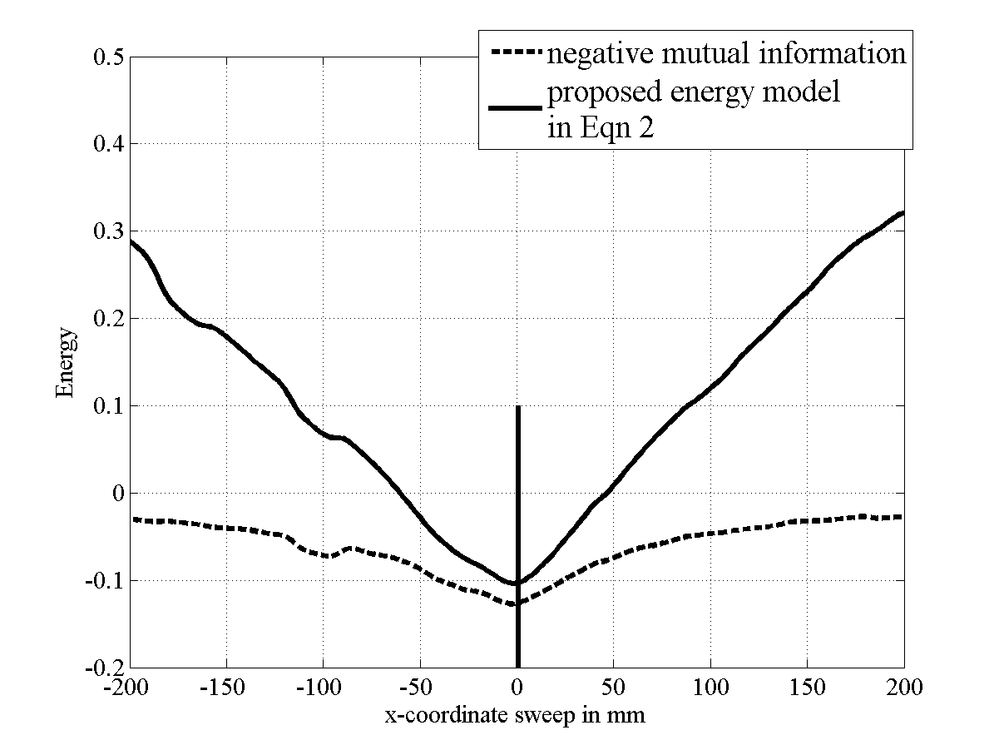 negative mutual information
proposed energy model
in Eqn 2
0.5
0.4
0.3
0.2
0.1
0
-0.1
-0.2
Energy
-200 -150 -100 -50 0 50 100 150 200
x-coordinate sweep in mm